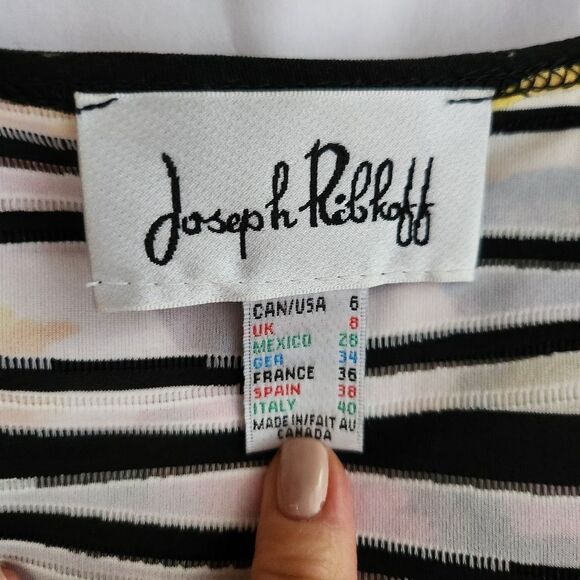 Joseph Ribkoff
CAN/USA 6
UK 8
MEXICO 28
GER 34
FRANCE 36
SPAIN 38
ITALY 40
MADE IN/FAIT AU
CANADA